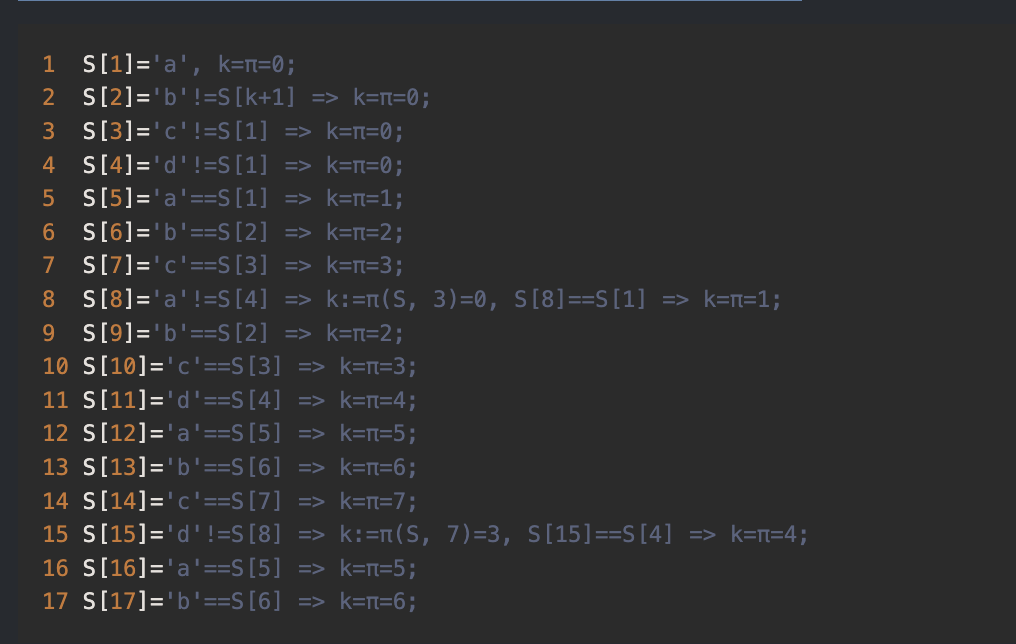 1 S[1]='a', k=π=0;
2 S[2]='b'!=S[k+1] => k=π=0;
3 S[3]='c'!=S[1] => k=π=0;
4 S[4]='d'!=S[1] => k=π=0;
5 S[5]='a'==S[1] => k=π=1;
6 S[6]='b'==S[2] => k=π=2;
7 S[7]='c'==S[3] => k=π=3;
8 S[8]='a'!=S[4] => k:=π(S, 3)=0, S[8]==S[1] => k=π=1;
9 S[9]='b'==S[2] => k=π=2;
10 S[10]='c'==S[3] => k=π=3;
11 S[11]='d'==S[4] => k=π=4;
12 S[12]='a'==S[5] => k=π=5;
13 S[13]='b'==S[6] => k=π=6;
14 S[14]='c'==S[7] => k=π=7;
15 S[15]='d'!=S[8] => k:=π(S, 7)=3, S[15]==S[4] => k=π=4;
16 S[16]='a'==S[5] => k=π=5;
17 S[17]='b'==S[6] => k=π=6;